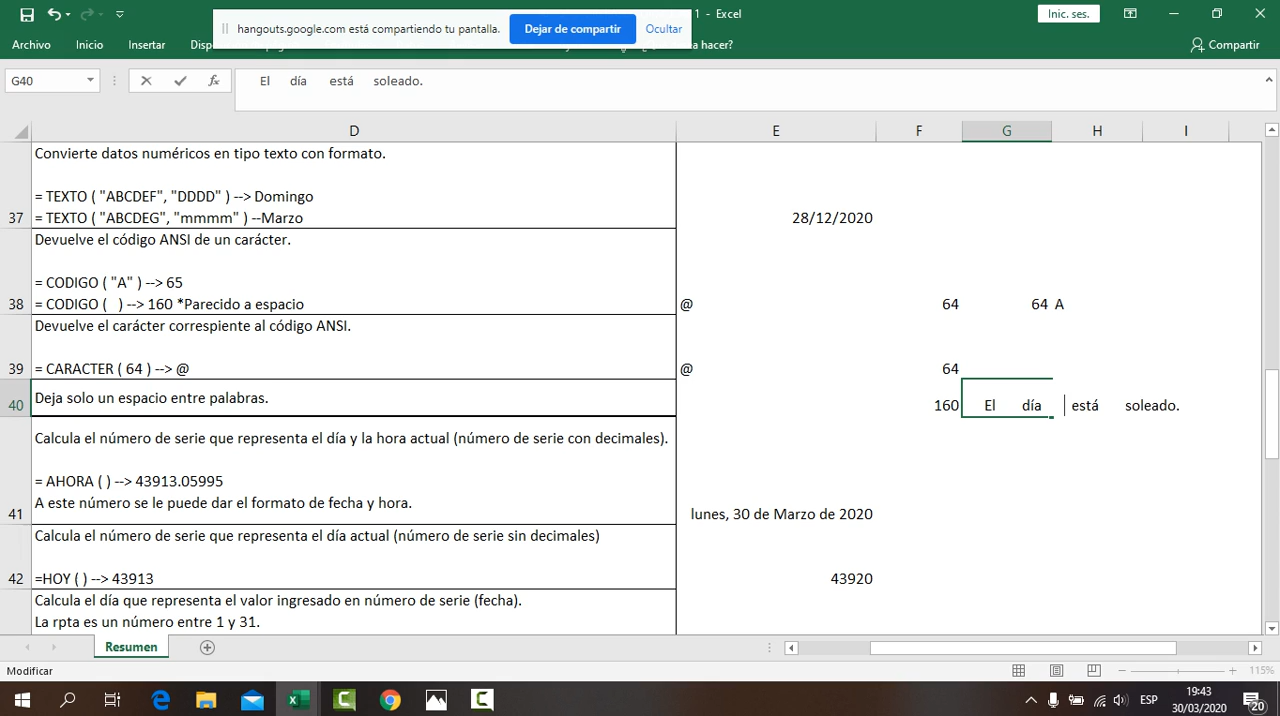 hangouts.google.com está compartiendo tu pantalla.
Dejar de compartir
Ocultar
1 - Excel
Inic. ses.
Archivo
Inicio
Insertar
a hacer?
Compartir
G40
fx
El día está soleado.
D E F G H I
Convierte datos numéricos en tipo texto con formato.
= TEXTO ( "ABCDEF", "DDDD" ) --> Domingo
37 = TEXTO ( "ABCDEG", "mmmm" ) --Marzo 28/12/2020
Devuelve el código ANSI de un carácter.
= CODIGO ( "A" ) --> 65
38 = CODIGO ( ) --> 160 *Parecido a espacio @ 64 64 A
Devuelve el carácter correspiente al código ANSI.
39 = CARACTER ( 64 ) --> @ @ 64
40 Deja solo un espacio entre palabras. 160 El día está soleado.
Calcula el número de serie que representa el día y la hora actual (número de serie con decimales).
= AHORA ( ) --> 43913.05995
A este número se le puede dar el formato de fecha y hora.
41 lunes, 30 de Marzo de 2020
Calcula el número de serie que representa el día actual (número de serie sin decimales)
42 =HOY ( ) --> 43913 43920
Calcula el día que representa el valor ingresado en número de serie (fecha).
La rpta es un número entre 1 y 31.
Resumen
Modificar
115%
ESP
19:43
30/03/2020
20